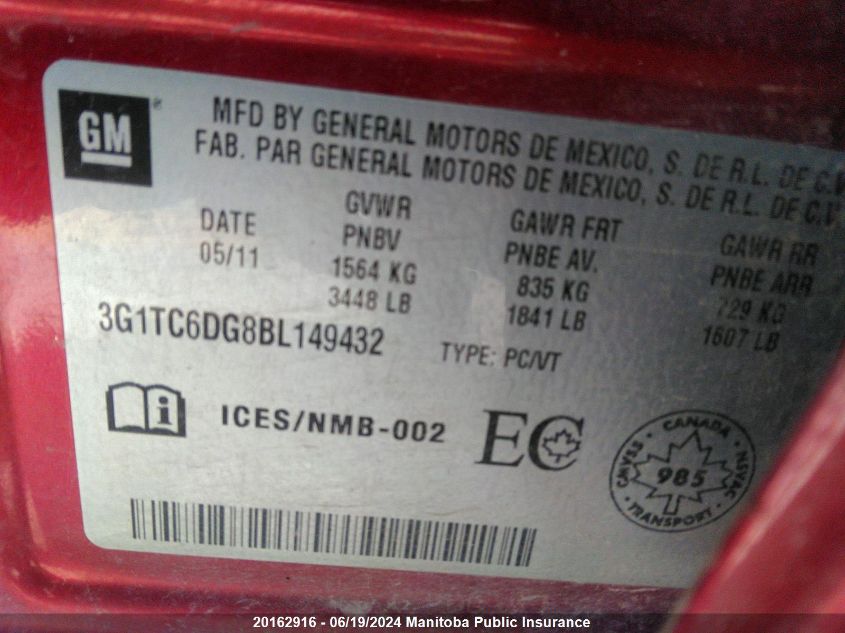 GM ®
MFD BY GENERAL MOTORS DE MEXICO, S. DE R.L. DE C.V.
FAB. PAR GENERAL MOTORS DE MEXICO, S. DE R.L. DE C.V.
DATE GVWR GAWR FRT GAWR RR
PNBV PNBE AV. PNBE ARR
05/11 1564 KG 835 KG 729 KG
3448 LB 1841 LB 1607 LB
3G1TC6DG8BL149432 TYPE: PC/VT
i ICES/NMB-002 EC
CANADA
CMVSS 985 NSVAC
TRANSPORT
20162916 - 06/19/2024 Manitoba Public Insurance